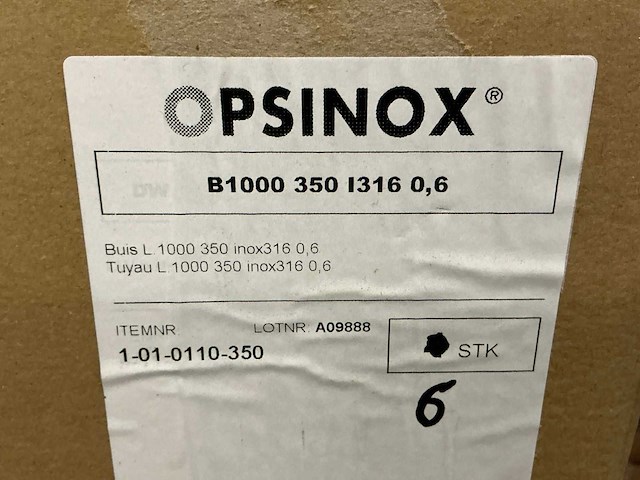 OPSINOX®
B1000 350 I316 0,6
Buis L 1000 350 inox316 0,6
Tuyau L 1000 350 inox316 0,6
ITEMNR
LOTNR: A09888
1-01-0110-350
STK
6